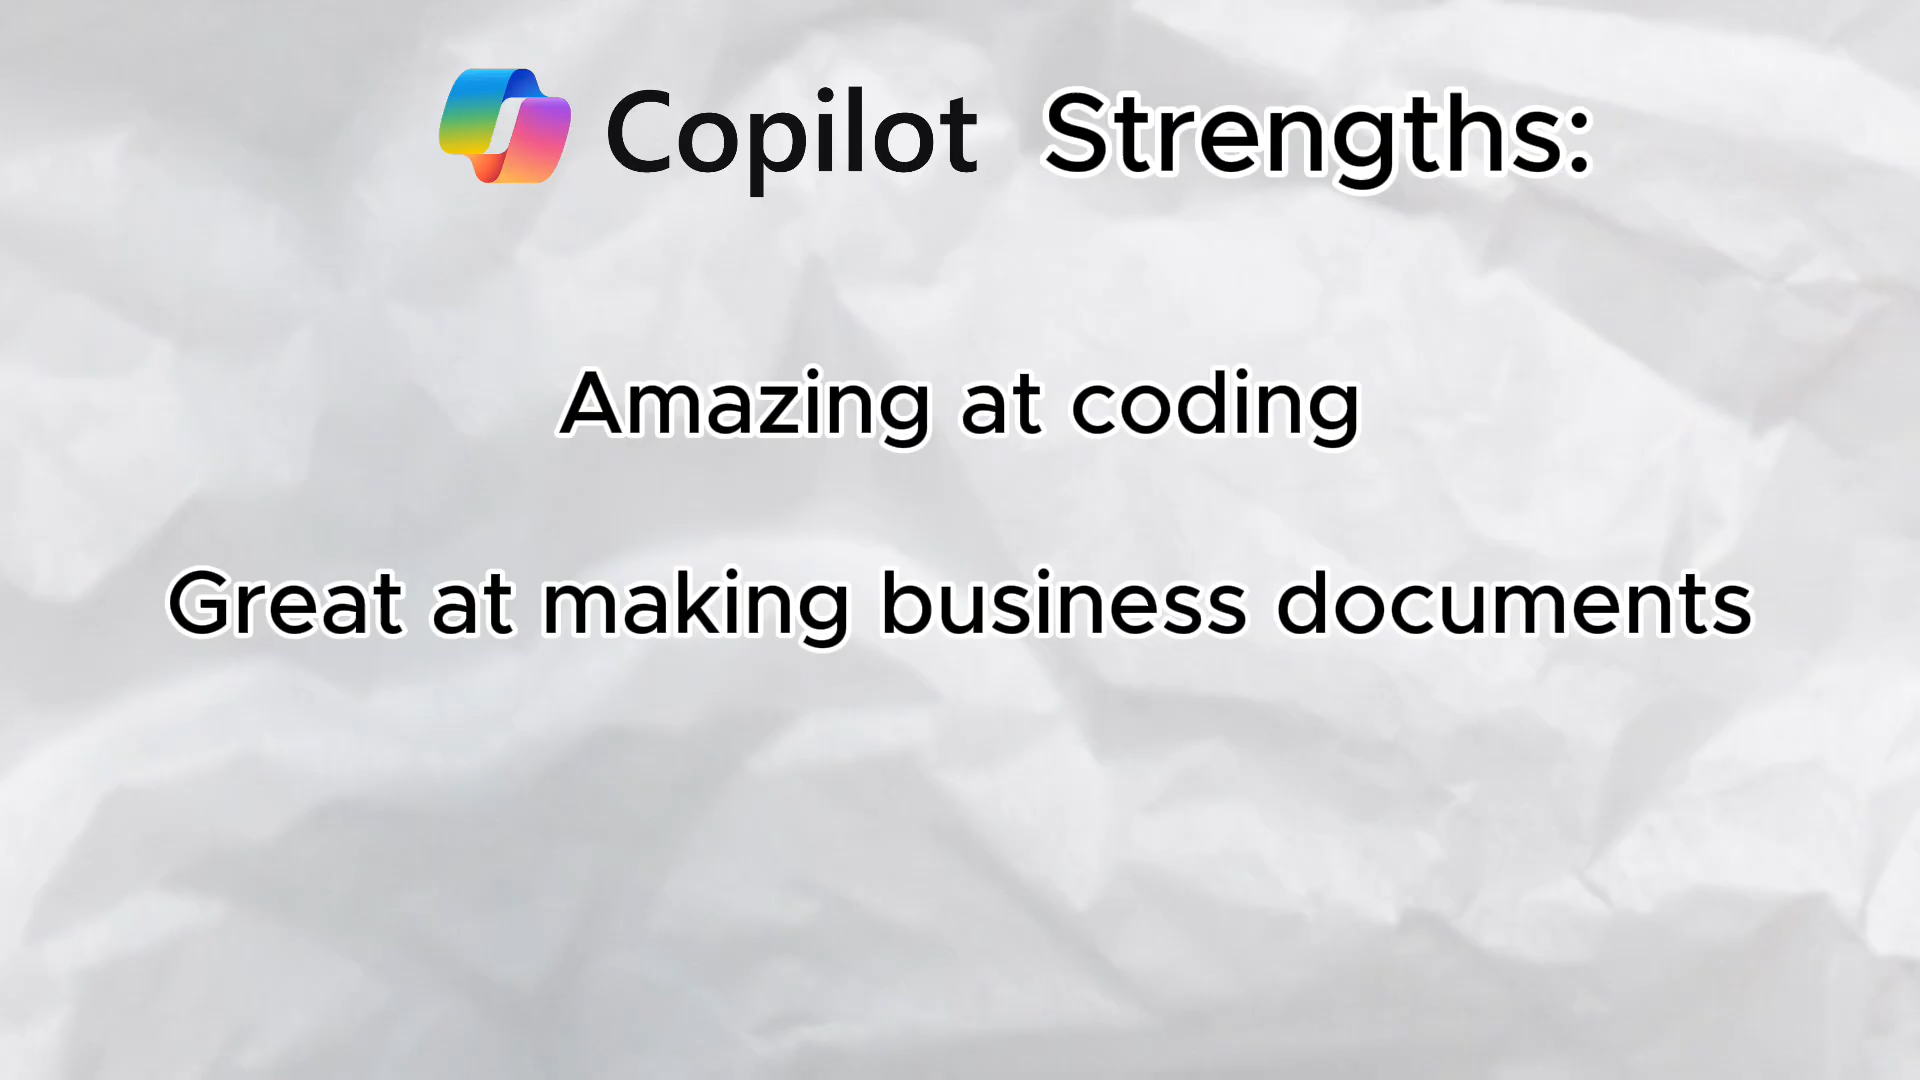 Copilot Strengths:
Amazing at coding
Great at making business documents